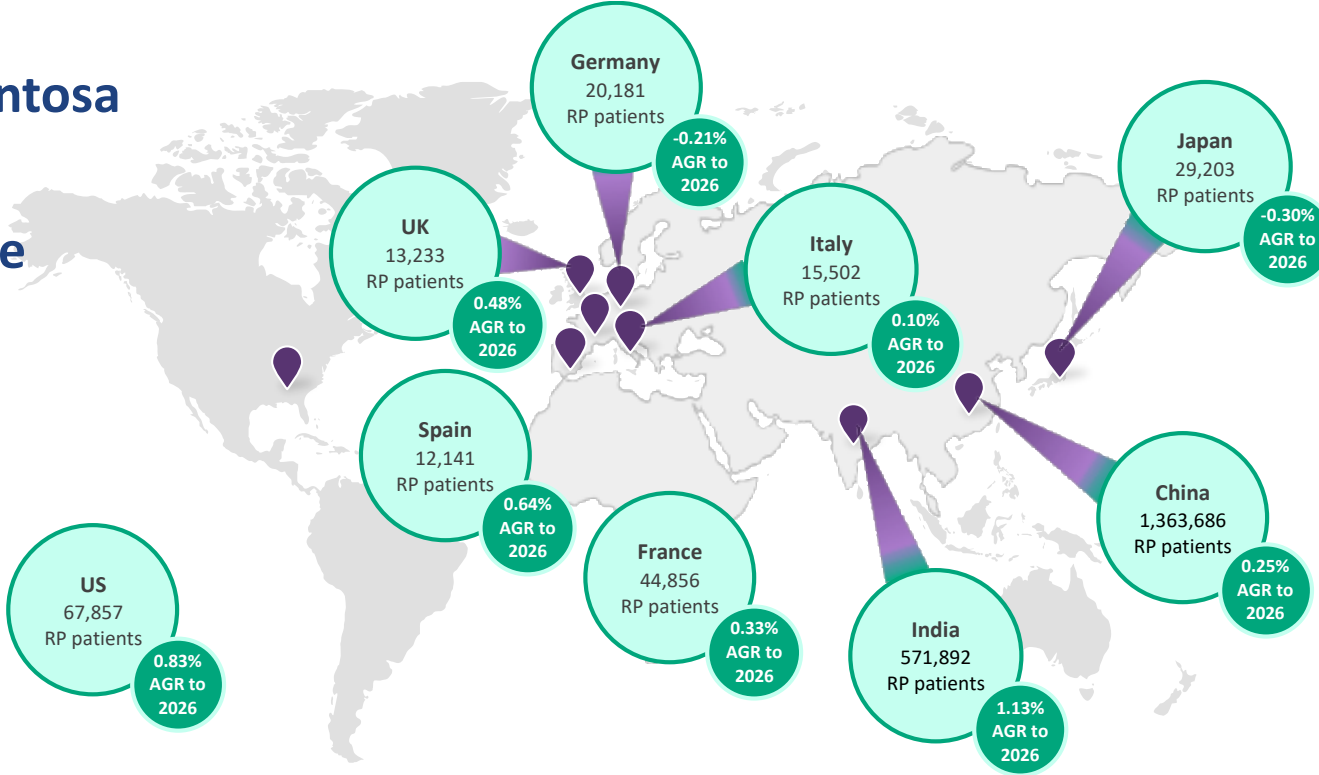 ntosa
e
Germany
20,181
RP patients
-0.21%
AGR to
2026
Japan
29,203
RP patients
-0.30%
AGR to
2026
UK
13,233
RP patients
0.48%
AGR to
2026
Italy
15,502
RP patients
0.10%
AGR to
2026
Spain
12,141
RP patients
0.64%
AGR to
2026
China
1,363,686
RP patients
0.25%
AGR to
2026
France
44,856
RP patients
0.33%
AGR to
2026
US
67,857
RP patients
0.83%
AGR to
2026
India
571,892
RP patients
1.13%
AGR to
2026